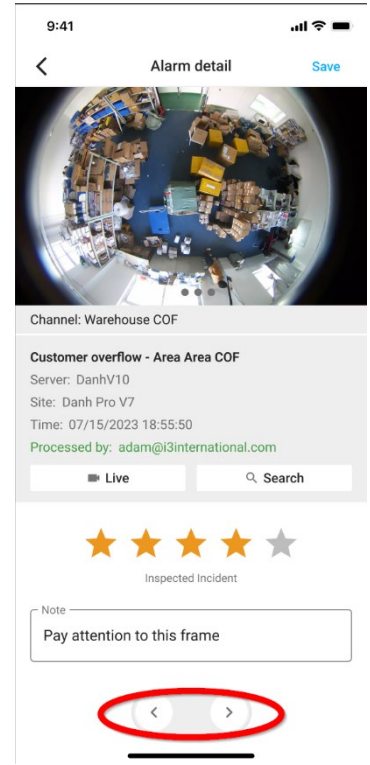 9:41
Alarm detail
Save
Channel: Warehouse COF
Customer overflow - Area Area COF
Server: DanhV10
Site: Danh Pro V7
Time: 07/15/2023 18:55:50
Processed by: adam@i3international.com
Live
Search
Inspected Incident
Note
Pay attention to this frame